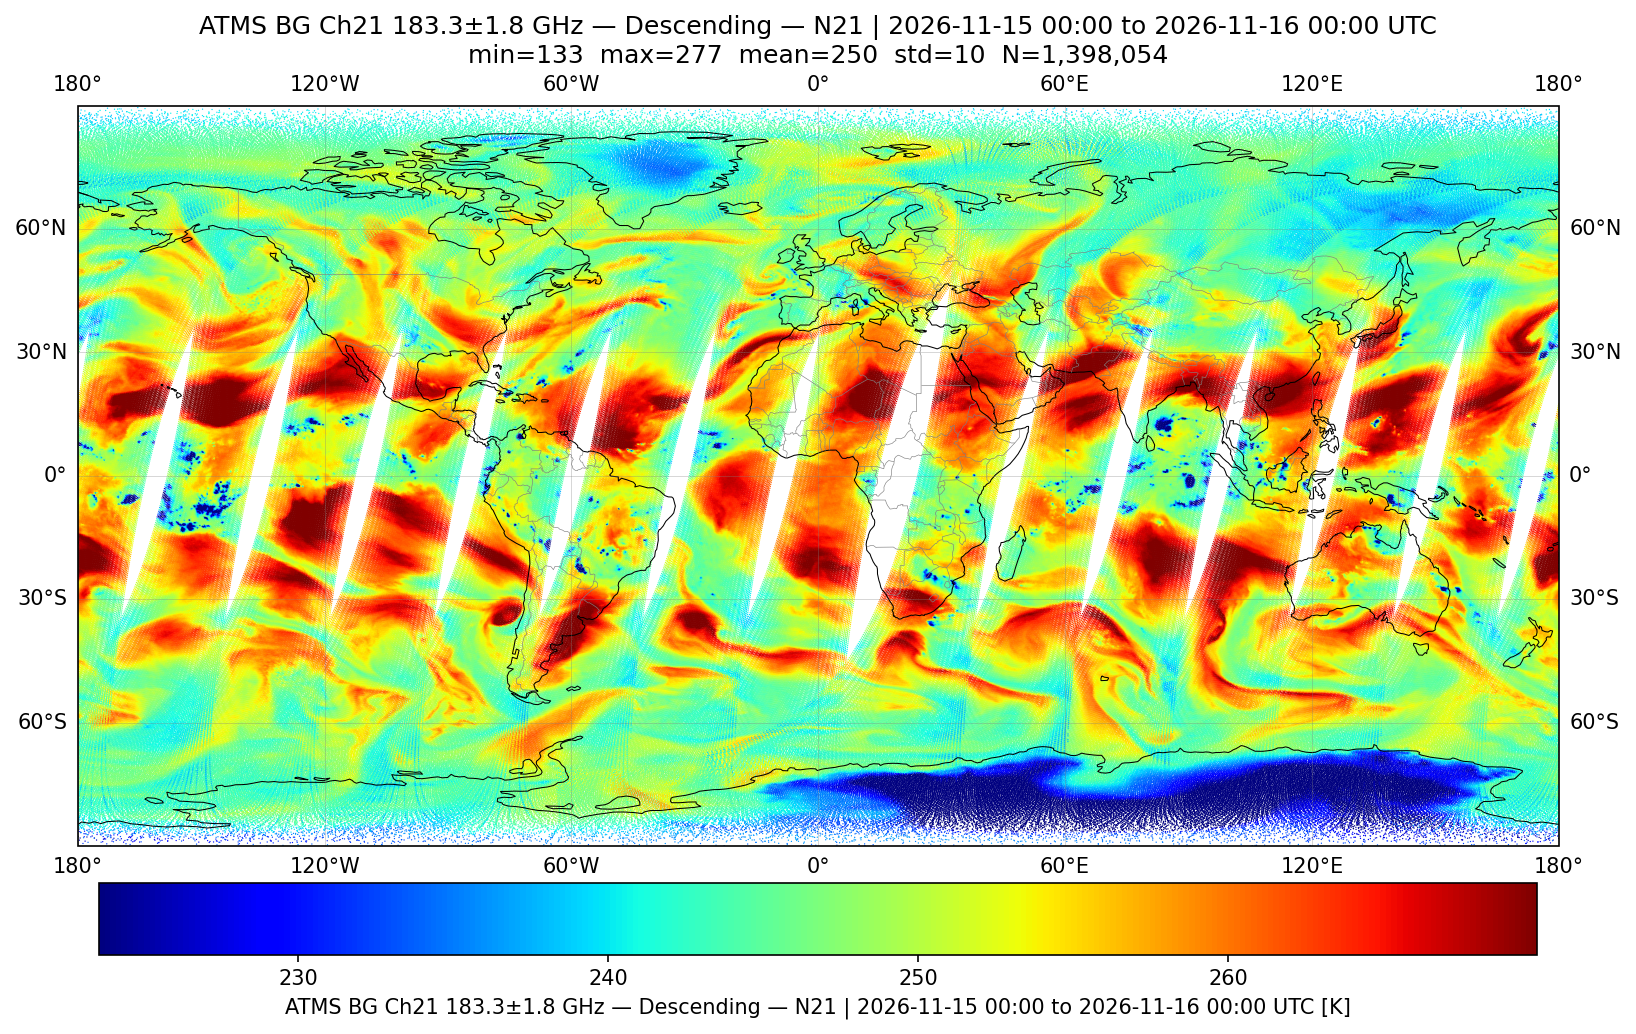 ATMS BG Ch21 183.3±1.8 GHz — Descending — N21 | 2026-11-15 00:00 to 2026-11-16 00:00 UTC
min=133 max=277 mean=250 std=10 N=1,398,054
180° 120°W 60°W 0° 60°E 120°E 180°
60°N 60°N
30°N 30°N
0° 0°
30°S 30°S
60°S 60°S
180° 120°W 60°W 0° 60°E 120°E 180°
230 240 250 260
ATMS BG Ch21 183.3±1.8 GHz — Descending — N21 | 2026-11-15 00:00 to 2026-11-16 00:00 UTC [K]